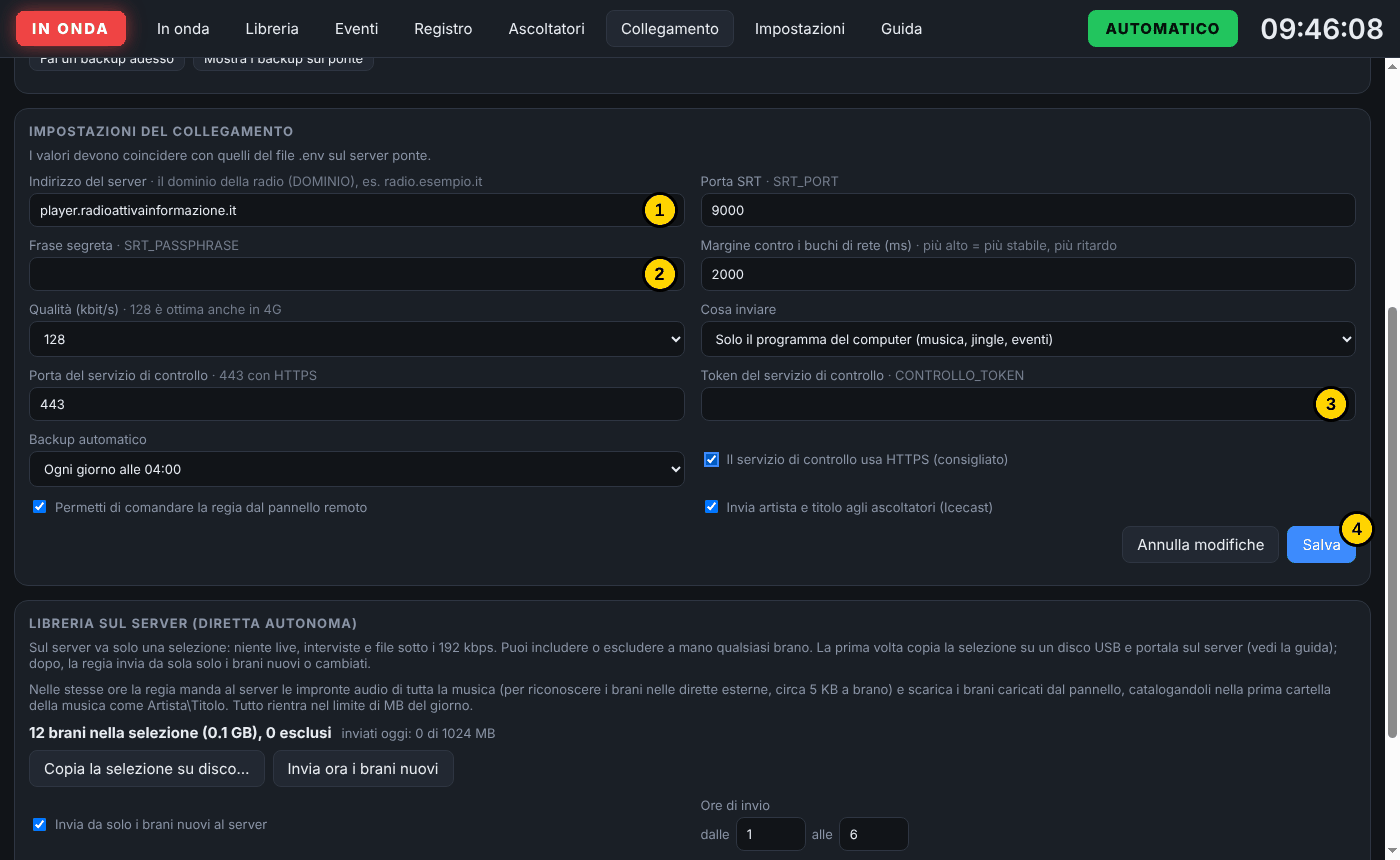 IN ONDA
In onda
Libreria
Eventi
Registro
Ascoltatori
Collegamento
Impostazioni
Guida
AUTOMATICO
09:46:08
Fai un backup adesso
Mostra i backup sul ponte
IMPOSTAZIONI DEL COLLEGAMENTO
I valori devono coincidere con quelli del file .env sul server ponte.
Indirizzo del server · il dominio della radio (DOMINIO), es. radio.esempio.it
Porta SRT · SRT_PORT
player.radioattivainformazione.it
1
9000
Frase segreta · SRT_PASSPHRASE
Margine contro i buchi di rete (ms) · più alto = più stabile, più ritardo
2
2000
Qualità (kbit/s) · 128 è ottima anche in 4G
Cosa inviare
128
Solo il programma del computer (musica, jingle, eventi)
Porta del servizio di controllo · 443 con HTTPS
Token del servizio di controllo · CONTROLLO_TOKEN
443
3
Backup automatico
Ogni giorno alle 04:00
Il servizio di controllo usa HTTPS (consigliato)
Permetti di comandare la regia dal pannello remoto
Invia artista e titolo agli ascoltatori (Icecast)
Annulla modifiche
Salva
4
LIBRERIA SUL SERVER (DIRETTA AUTONOMA)
Sul server va solo una selezione: niente live, interviste e file sotto i 192 kbps. Puoi includere o escludere a mano qualsiasi brano. La prima volta copia la selezione su un disco USB e portala sul server (vedi la guida);
dopo, la regia invia da sola solo i brani nuovi o cambiati.
Nelle stesse ore la regia manda al server le impronte audio di tutta la musica (per riconoscere i brani nelle dirette esterne, circa 5 KB a brano) e scarica i brani caricati dal pannello, catalogandoli nella prima cartella
della musica come Artista\Titolo. Tutto rientra nel limite di MB del giorno.
12 brani nella selezione (0.1 GB), 0 esclusi inviati oggi: 0 di 1024 MB
Copia la selezione su disco...
Invia ora i brani nuovi
Ore di invio
Invia da solo i brani nuovi al server
dalle 1 alle 6